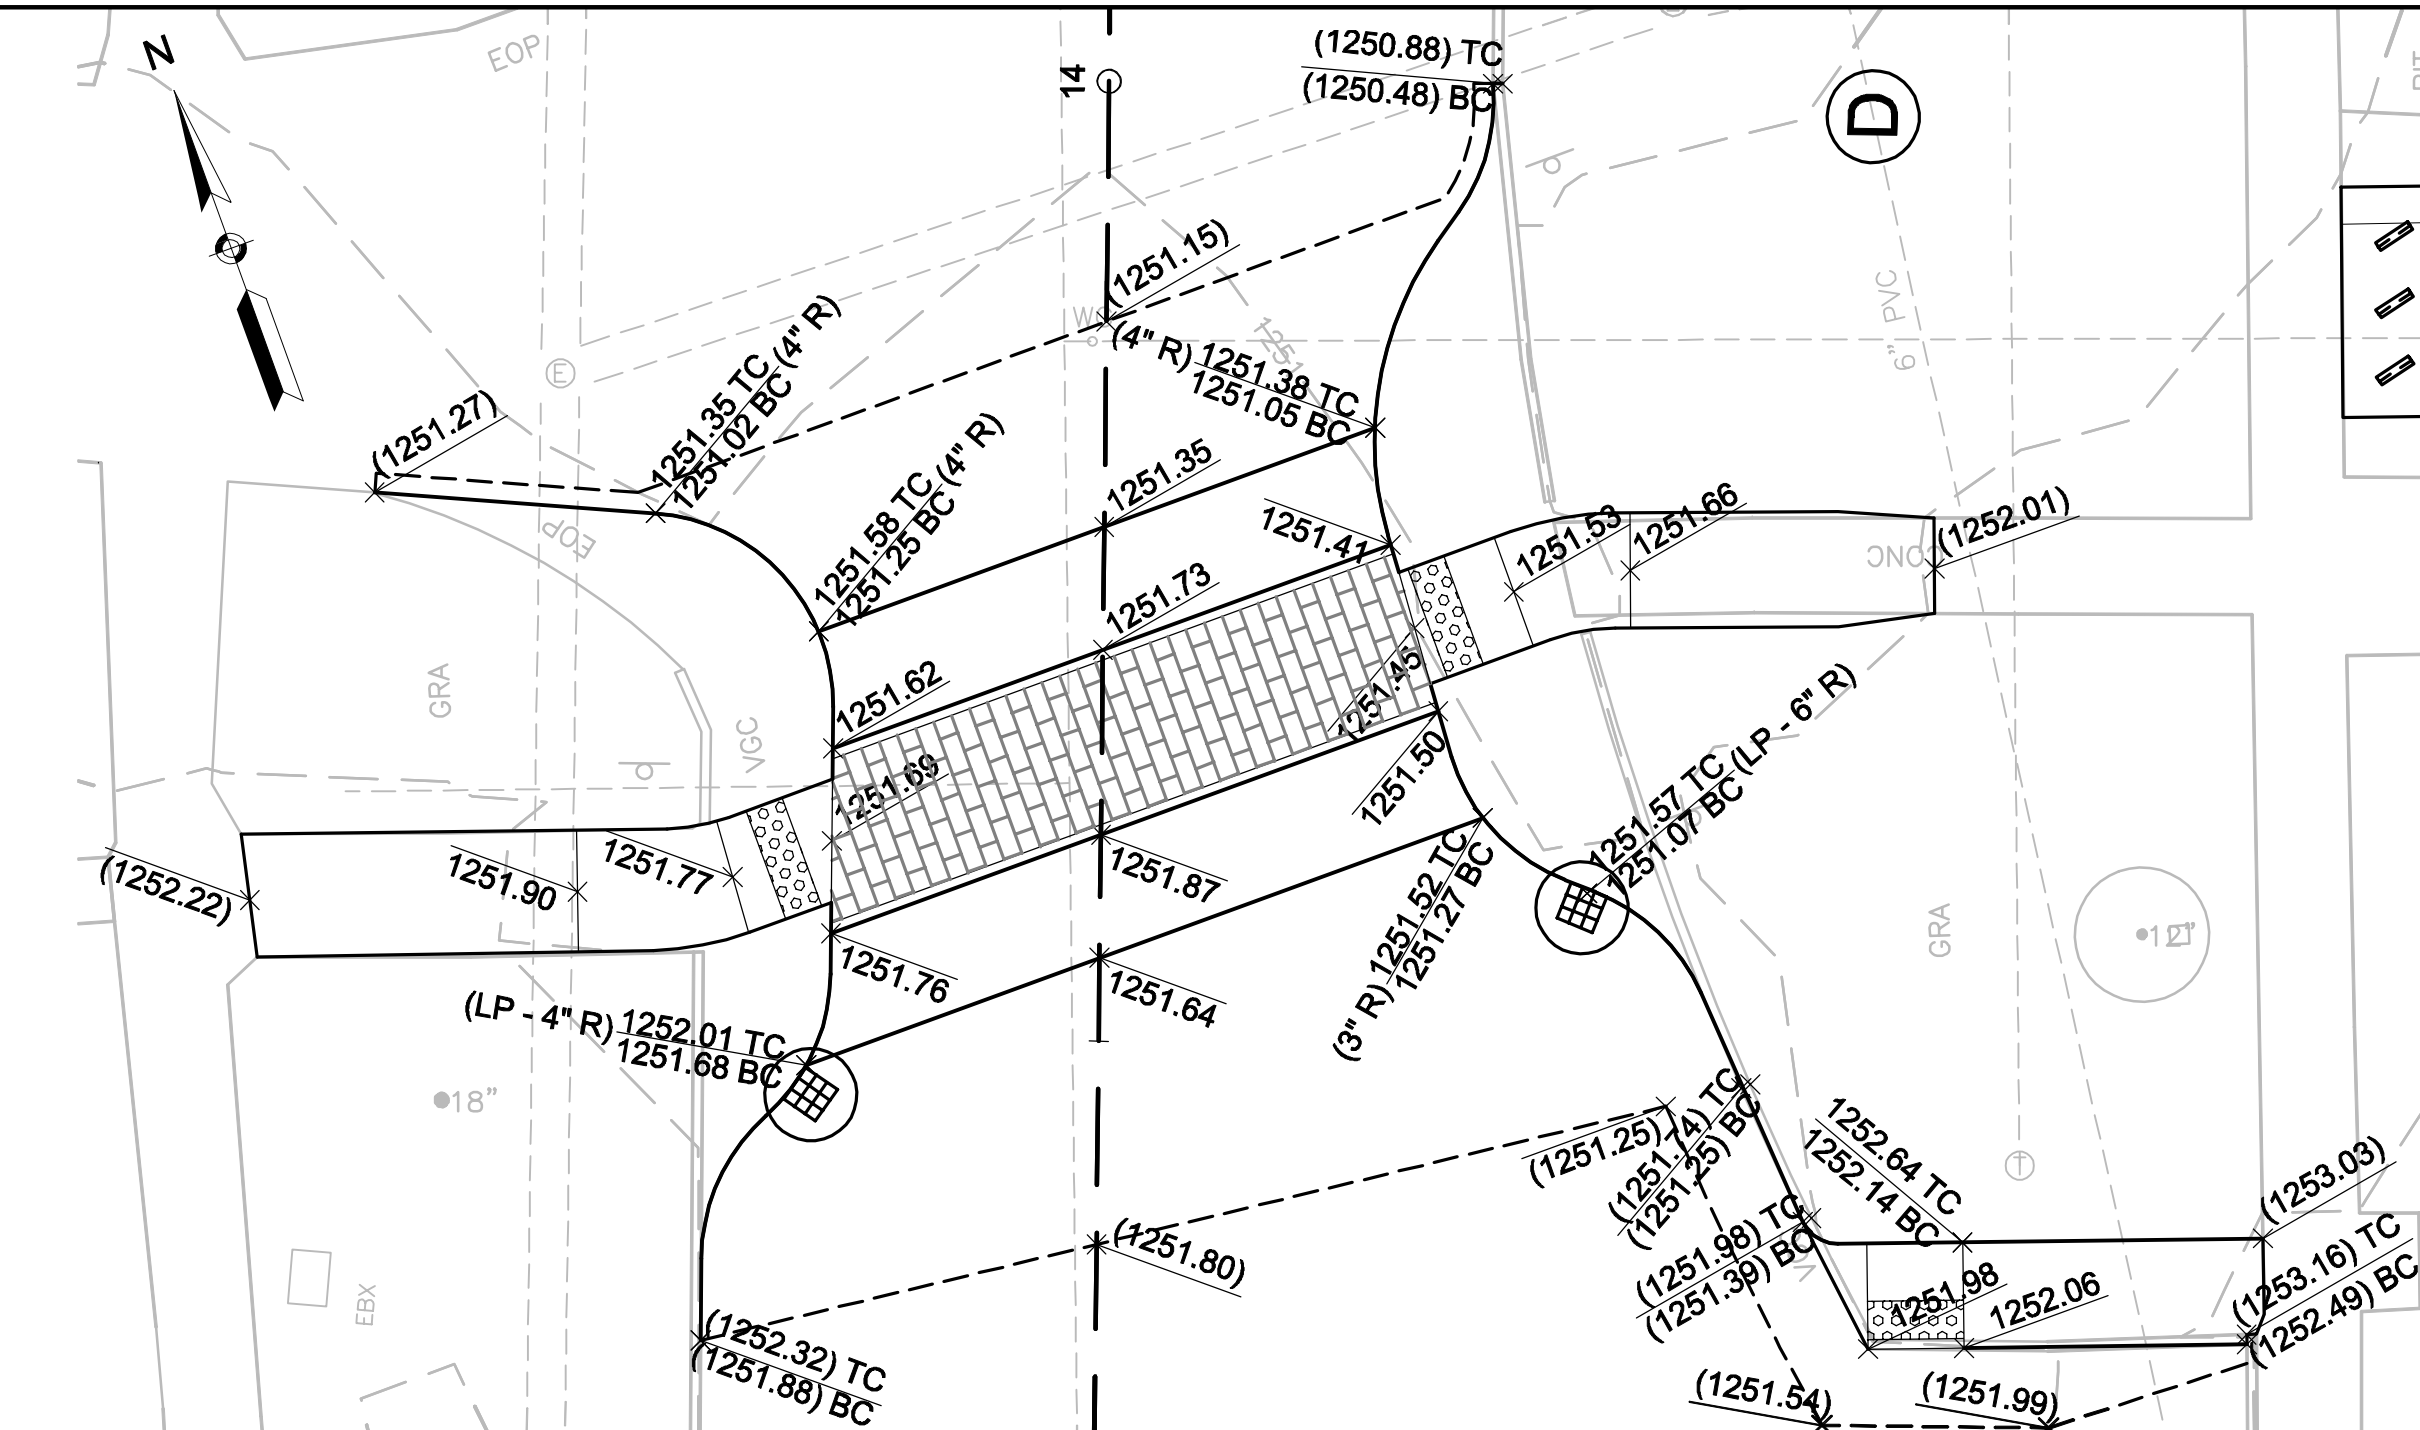 N
EOP
14
(1250.88) TC
(1250.48) BC
D
(1251.15)
W
(4" R) 1251.38 TC
1251.05 BC
1251
6" PVC
E
1251.35 TC (4" R)
1251.02 BC
(1251.27)
EOP
1251.58 TC (4" R)
1251.25 BC
1251.35
1251.41
1251.53
1251.66
(1252.01)
CONC
1251.73
1251.62
1251.45
GRA
VGC
1251.69
1251.50
1251.57 TC (LP - 6" R)
1251.07 BC
(1252.22)
1251.90
1251.77
1251.87
(3" R) 1251.52 TC
1251.27 BC
GRA
12"
1251.76
1251.64
(LP - 4" R) 1252.01 TC
1251.68 BC
18"
(1251.25)
(1251.74) TC
(1251.25) BC
1252.64 TC
1252.14 BC
T
(1253.03)
(1251.98) TC
(1251.39) BC
(1251.80)
1251.98
1252.06
(1253.16) TC
(1252.49) BC
EBX
(1252.32) TC
(1251.88) BC
(1251.54)
(1251.99)